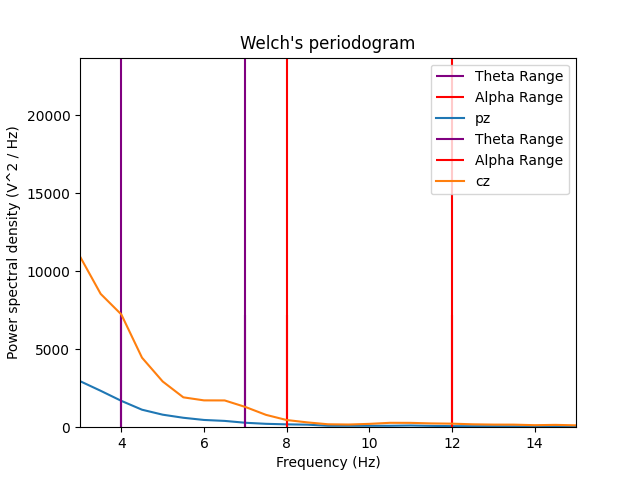 Welch's periodogram
Theta Range
Alpha Range
pz
Theta Range
Alpha Range
cz
Power spectral density (V^2 / Hz)
20000
15000
10000
5000
0
4 6 8 10 12 14
Frequency (Hz)